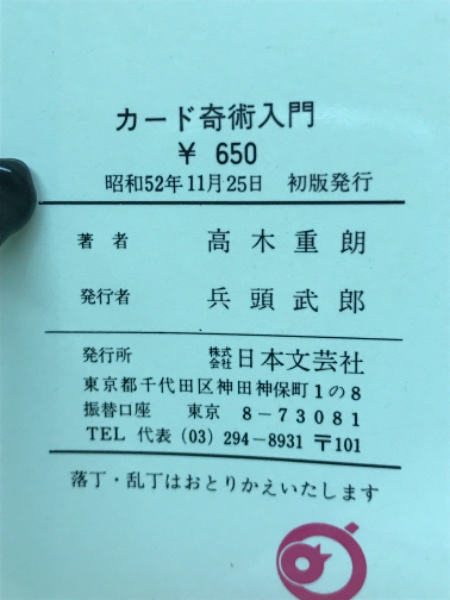 カード奇術入門
¥ 650
昭和52年11月25日 初版発行
著者 高木重朗
発行者 兵頭武郎
発行所 株式会社日本文芸社
東京都千代田区神田神保町1の8
振替口座 東京 8-73081
TEL 代表(03) 294-8931 〒101
落丁・乱丁はおとりかえいたします